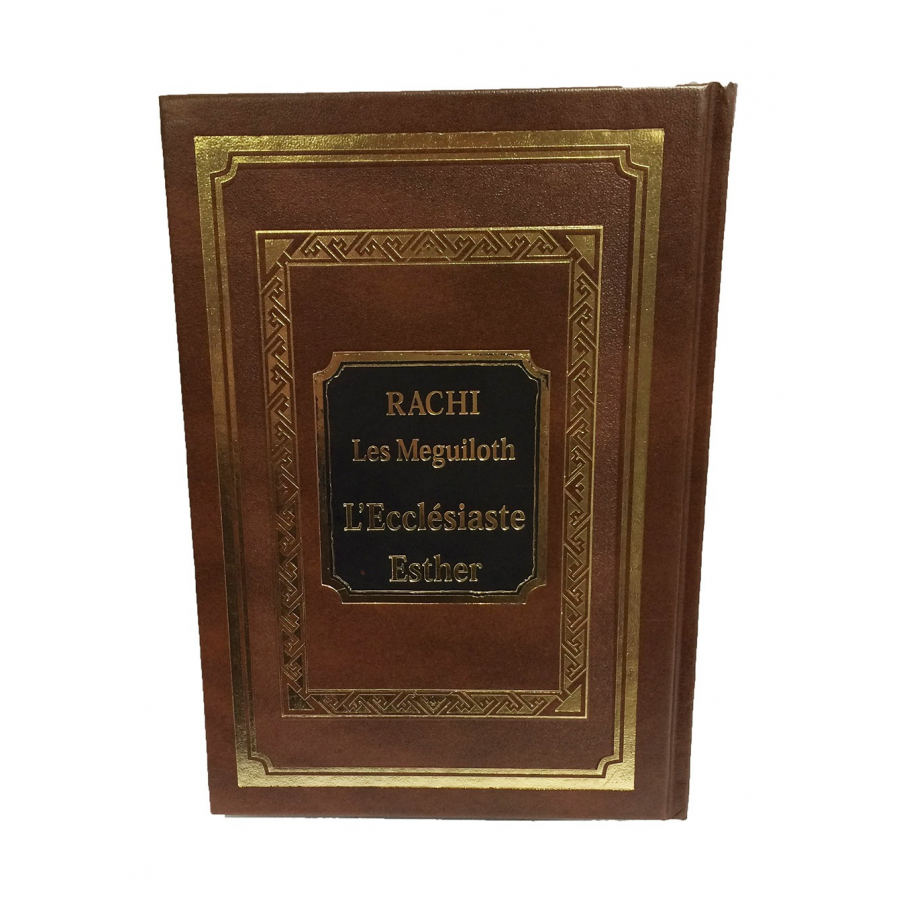 RACHI
Les Meguiloth
L'Ecclésiaste
Esther